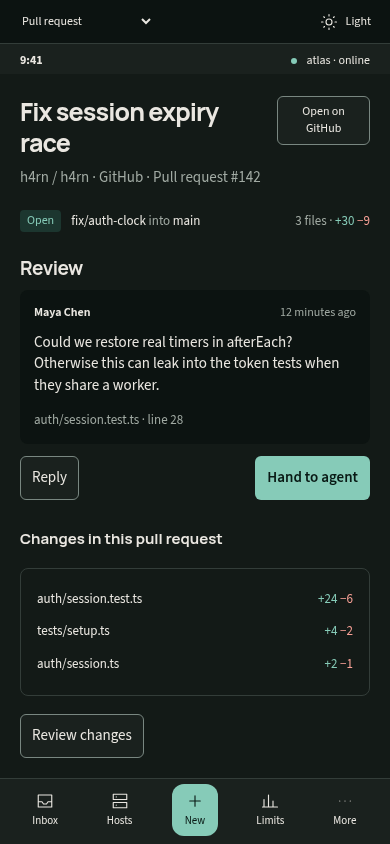 Pull request
Light
9:41
atlas · online
Fix session expiry
race
Open on
GitHub
h4rn / h4rn · GitHub · Pull request #142
Open
fix/auth-clock into main
3 files · +30 −9
Review
Maya Chen
12 minutes ago
Could we restore real timers in afterEach?
Otherwise this can leak into the token tests when
they share a worker.
auth/session.test.ts · line 28
Reply
Hand to agent
Changes in this pull request
auth/session.test.ts
+24 −6
tests/setup.ts
+4 −2
auth/session.ts
+2 −1
Review changes
Inbox
Hosts
New
Limits
More